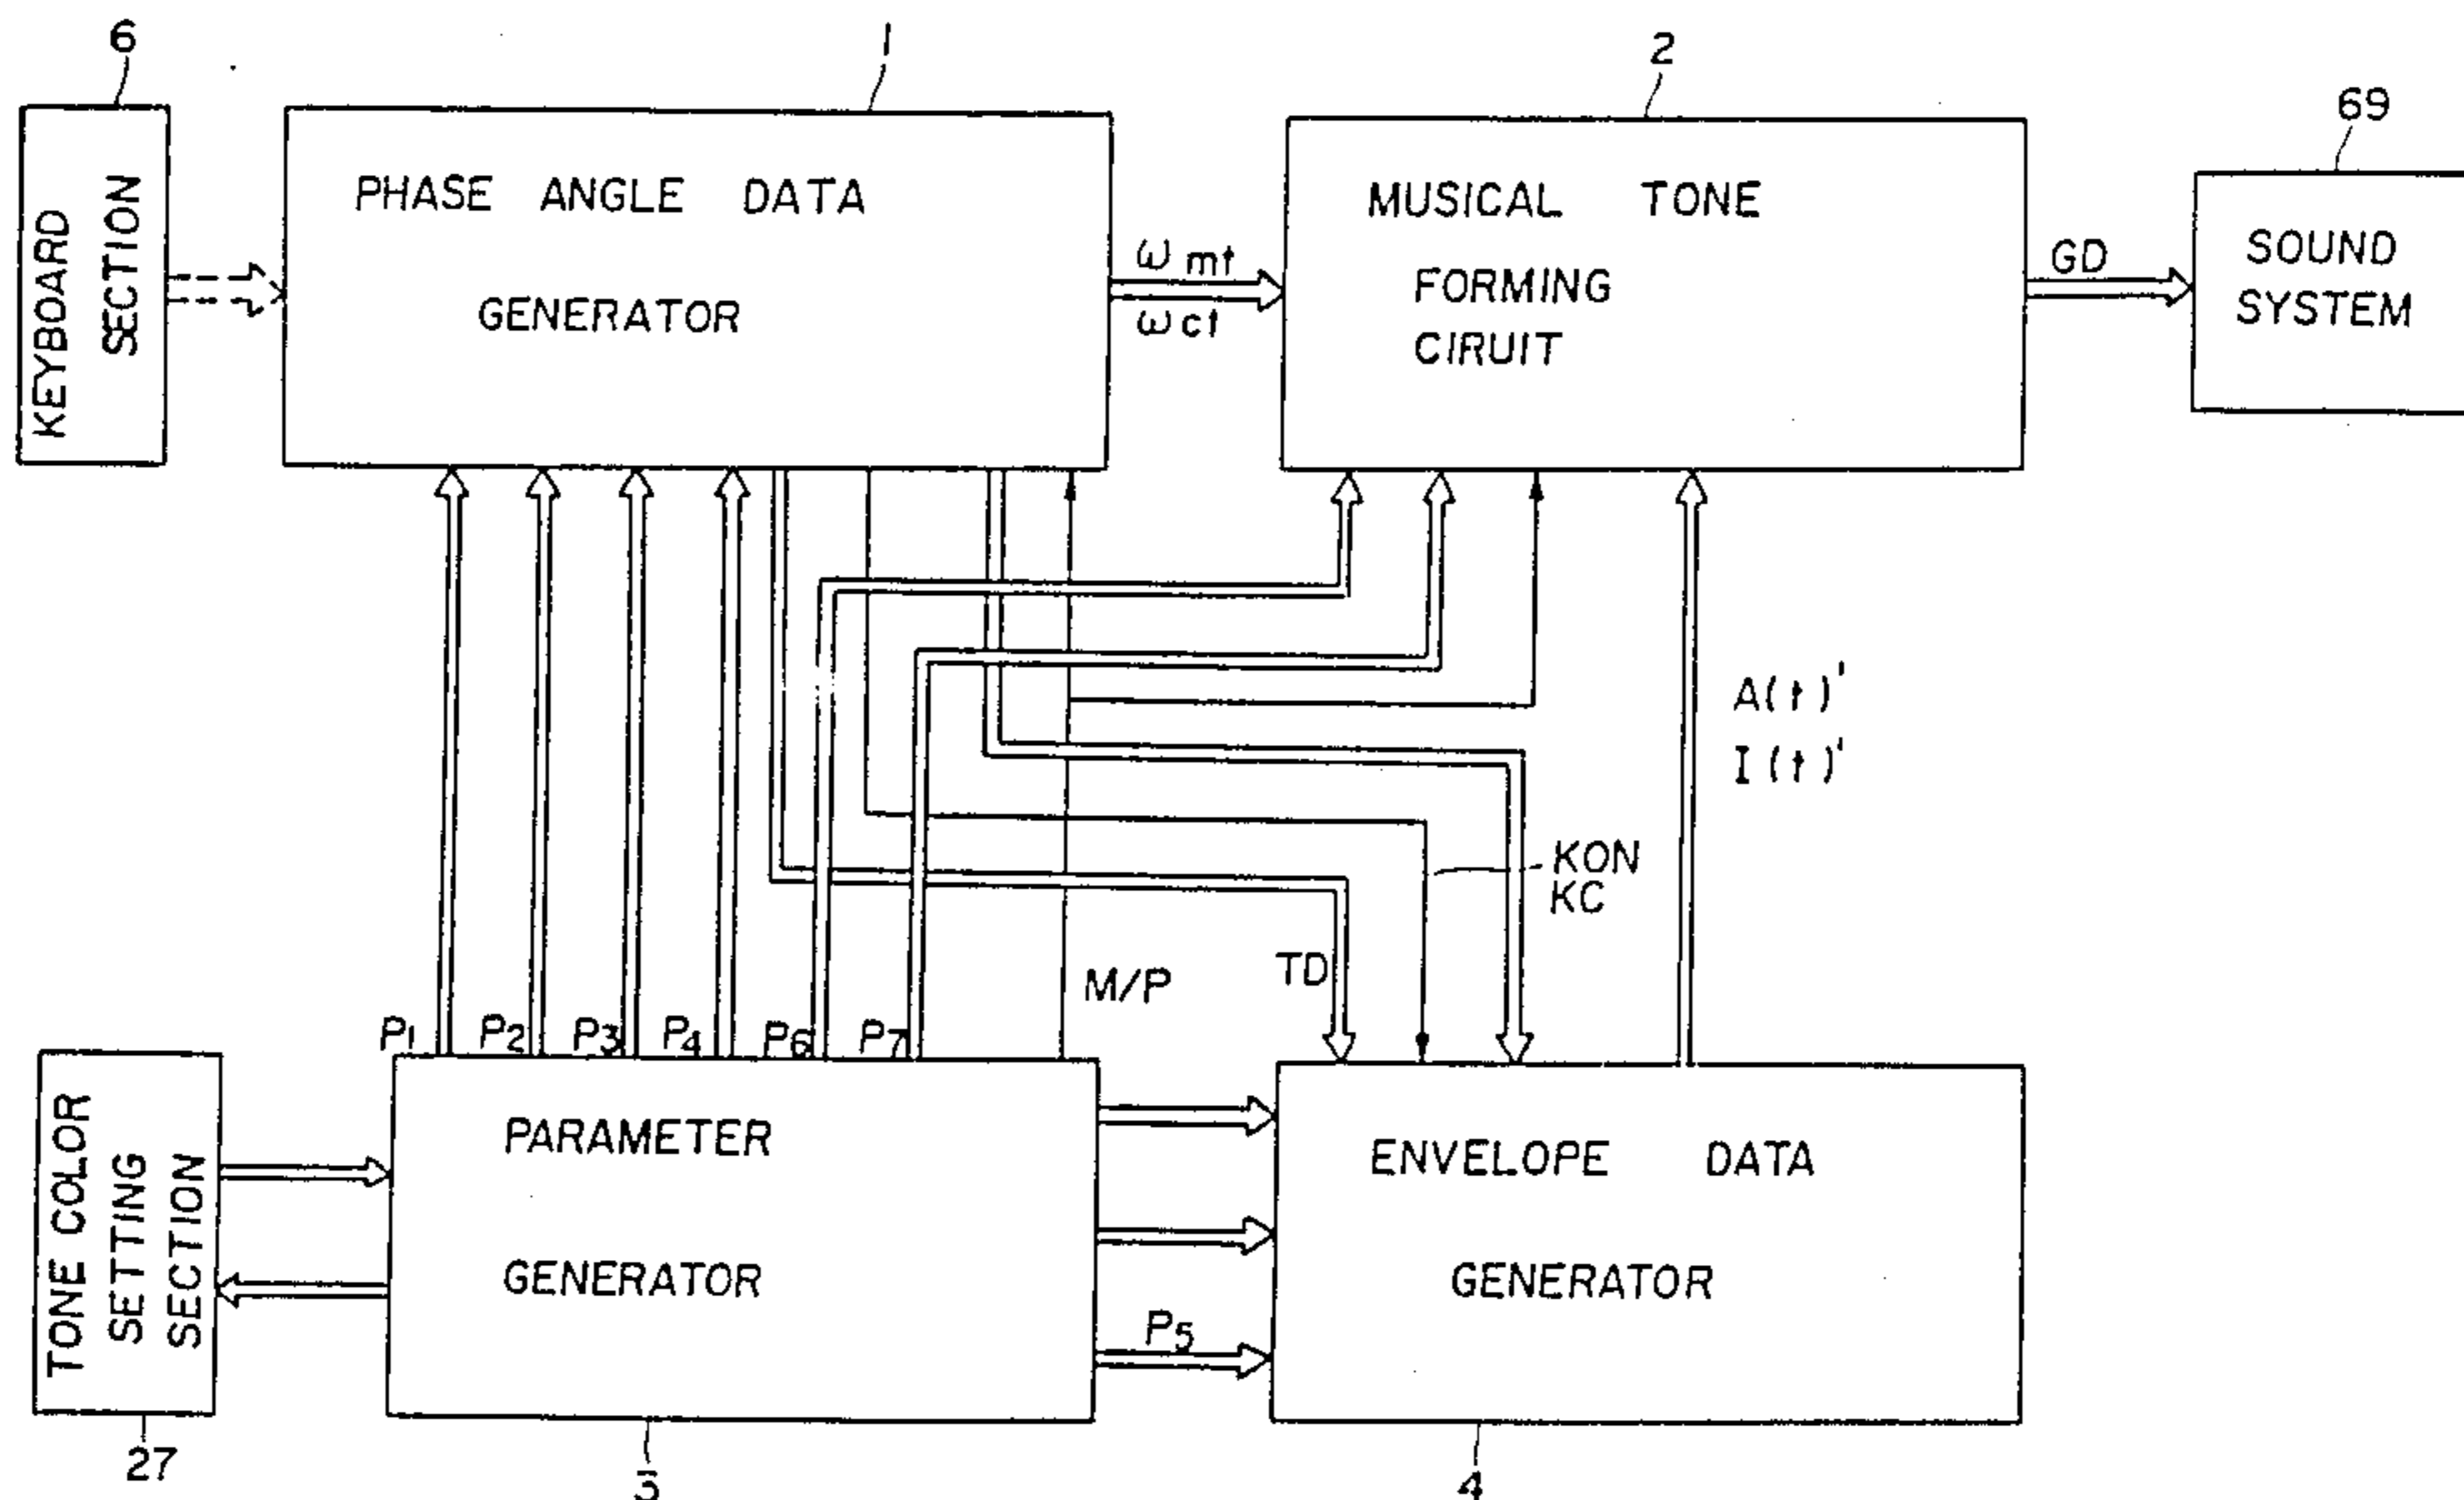 6
1
2
69
KEYBOARD
SECTION
PHASE ANGLE DATA
GENERATOR
ωmt
ωct
MUSICAL TONE
FORMING
CIRUIT
GD
SOUND
SYSTEM
A(t)'
I(t)'
KON
KC
TD
M/P
P1 P2 P3 P4 P6 P7
TONE COLOR
SETTING
SECTION
PARAMETER
GENERATOR
P5
ENVELOPE DATA
GENERATOR
27
4